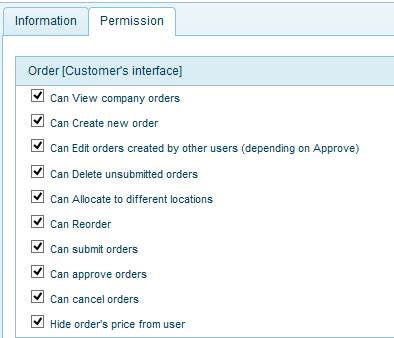 Information Permission
Order [Customer's interface]
Can View company orders
Can Create new order
Can Edit orders created by other users (depending on Approve)
Can Delete unsubmitted orders
Can Allocate to different locations
Can Reorder
Can submit orders
Can approve orders
Can cancel orders
Hide order's price from user